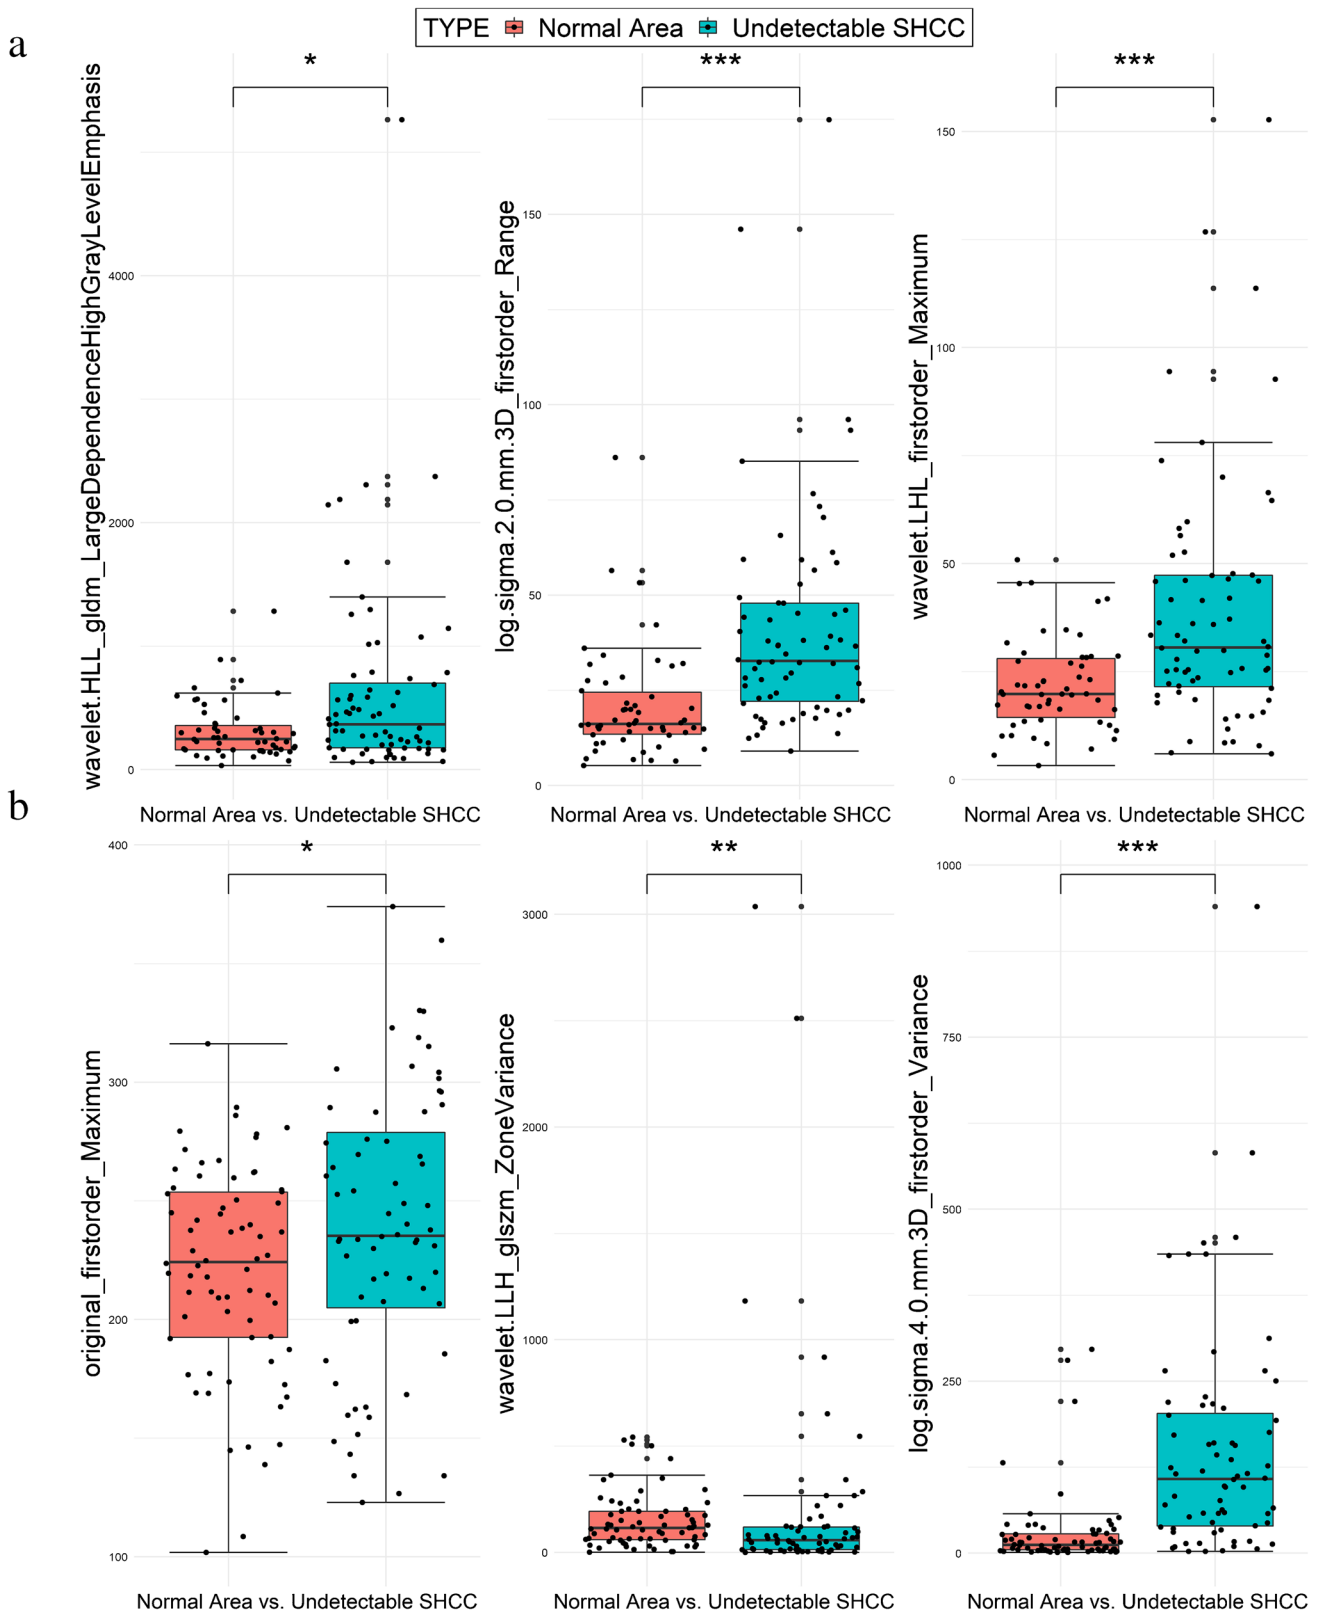 TYPE Normal Area Undetectable SHCC
a
*
***
***
wavelet.HLL_gldm_LargeDependenceHighGrayLevelEmphasis
4000
2000
0
Normal Area vs. Undetectable SHCC
log.sigma.2.0.mm.3D_firstorder_Range
150
100
50
0
Normal Area vs. Undetectable SHCC
wavelet.LHL_firstorder_Maximum
150
100
50
0
Normal Area vs. Undetectable SHCC
b
*
**
***
original_firstorder_Maximum
400
300
200
100
Normal Area vs. Undetectable SHCC
wavelet.LLH_glszm_ZoneVariance
3000
2000
1000
0
Normal Area vs. Undetectable SHCC
log.sigma.4.0.mm.3D_firstorder_Variance
1000
750
500
250
0
Normal Area vs. Undetectable SHCC